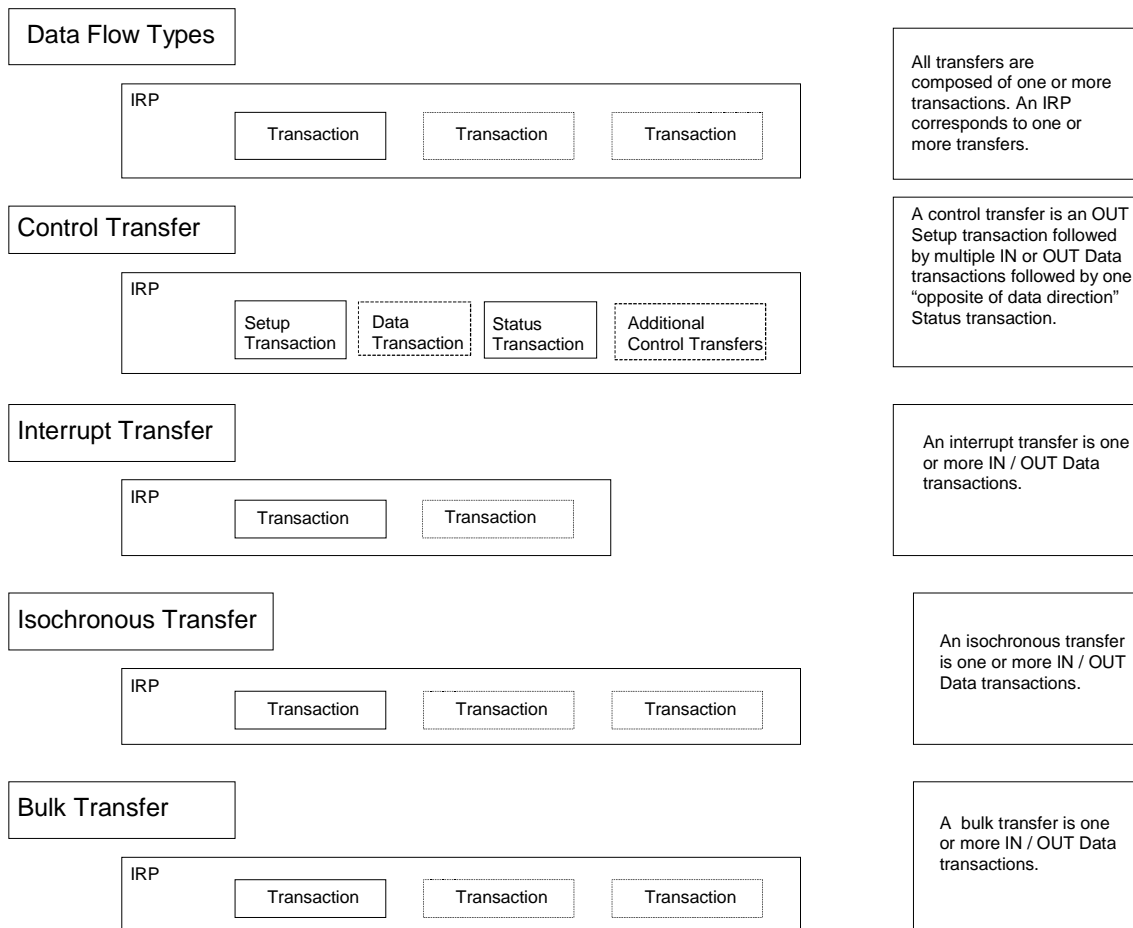 Data Flow Types
IRP
Transaction
Transaction
Transaction
All transfers are
composed of one or more
transactions. An IRP
corresponds to one or
more transfers.
Control Transfer
IRP
Setup
Transaction
Data
Transaction
Status
Transaction
Additional
Control Transfers
A control transfer is an OUT
Setup transaction followed
by multiple IN or OUT Data
transactions followed by one
“opposite of data direction”
Status transaction.
Interrupt Transfer
IRP
Transaction
Transaction
An interrupt transfer is one
or more IN / OUT Data
transactions.
Isochronous Transfer
IRP
Transaction
Transaction
Transaction
An isochronous transfer
is one or more IN / OUT
Data transactions.
Bulk Transfer
IRP
Transaction
Transaction
Transaction
A bulk transfer is one
or more IN / OUT Data
transactions.